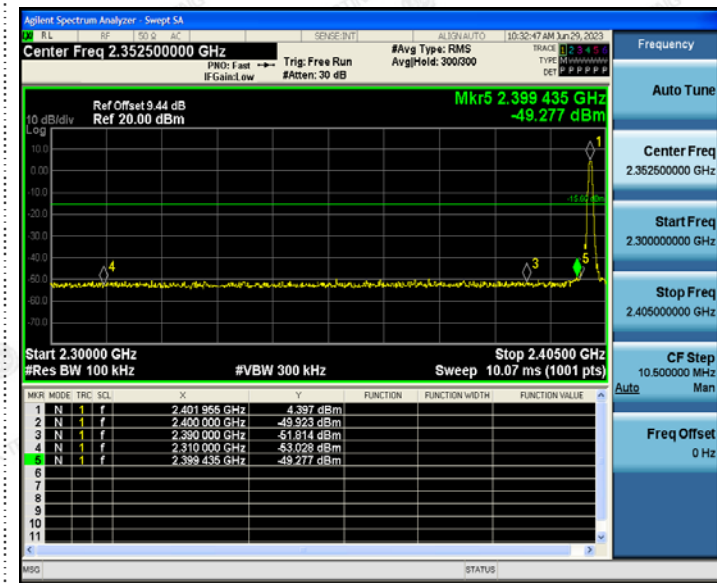 Agilent Spectrum Analyzer - Swept SA
RL RF 50 Ω AC SENSE:INT ALIGN AUTO 10:32:47 AM Jun 29, 2023
Center Freq 2.352500000 GHz
PNO: Fast
IFGain:Low
Trig: Free Run
#Atten: 30 dB
#Avg Type: RMS
Avg|Hold: 300/300
TRACE 1 2 3 4 5 6
TYPE M
DET P P P P P P
Ref Offset 9.44 dB
Ref 20.00 dBm
10 dB/div
Log
Mkr5 2.399 435 GHz
-49.277 dBm
10.0
0.00
-10.0
-20.0
-30.0
-40.0
-50.0
-60.0
-70.0
1
4
3
5
Start 2.30000 GHz
Stop 2.40500 GHz
#Res BW 100 kHz
#VBW 300 kHz
Sweep 10.07 ms (1001 pts)
MKR MODE TRC SCL X Y FUNCTION FUNCTION WIDTH FUNCTION VALUE
1 N 1 f 2.401 955 GHz 4.397 dBm
2 N 1 f 2.400 000 GHz -49.923 dBm
3 N 1 f 2.390 000 GHz -51.814 dBm
4 N 1 f 2.310 000 GHz -53.028 dBm
5 N 1 f 2.399 435 GHz -49.277 dBm
6
7
8
9
10
11
MSG
STATUS
Frequency
Auto Tune
Center Freq
2.352500000 GHz
Start Freq
2.300000000 GHz
Stop Freq
2.405000000 GHz
CF Step
10.500000 MHz
Auto Man
Freq Offset
0 Hz